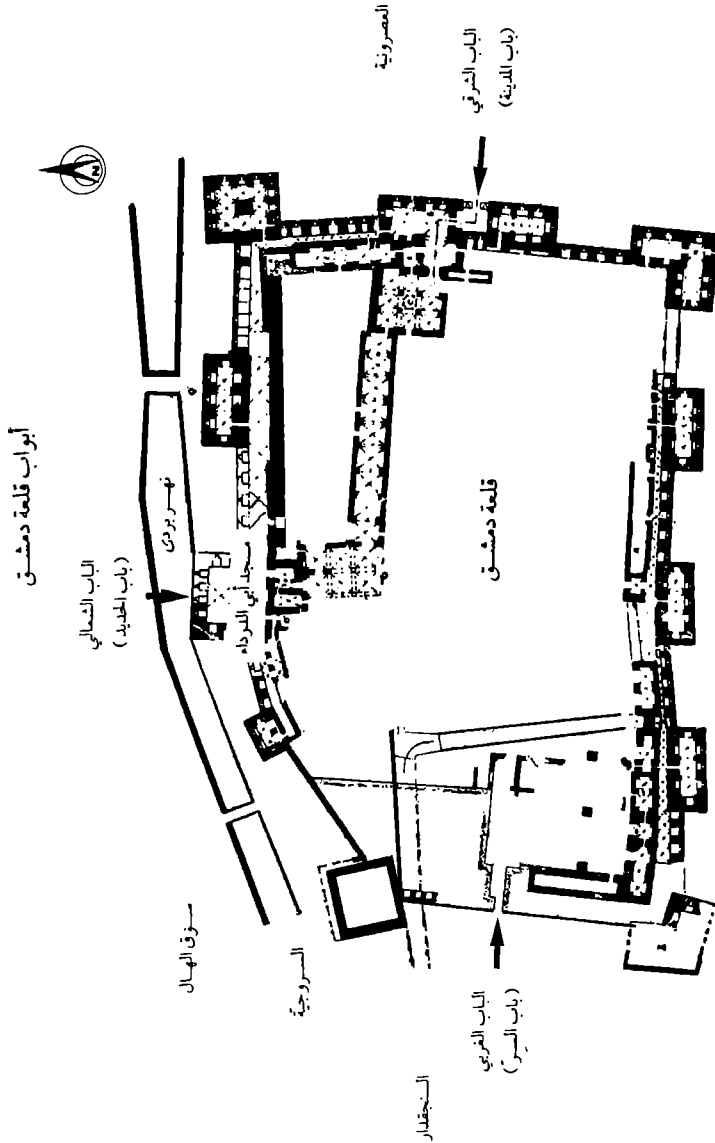 أبواب قلعة دمشق
الباب الشمالي
(باب الحديد)
نهر بردى
مسجد أبي الدرداء
سوق الهال
السروجية
العصرونية
الباب الشرقي
(باب المدينة)
قلعة دمشق
الباب الغربي
(باب السر)
السنجقدار
N